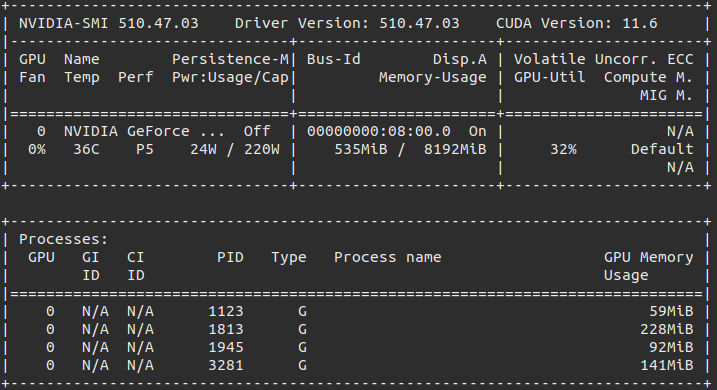 +-----------------------------------------------------------------------------+
| NVIDIA-SMI 510.47.03    Driver Version: 510.47.03    CUDA Version: 11.6     |
|-------------------------------+----------------------+----------------------+
| GPU  Name        Persistence-M| Bus-Id        Disp.A | Volatile Uncorr. ECC |
| Fan  Temp  Perf  Pwr:Usage/Cap|         Memory-Usage | GPU-Util  Compute M. |
|                               |                      |               MIG M. |
|===============================+======================+======================|
|   0  NVIDIA GeForce ...  Off  | 00000000:08:00.0  On |                  N/A |
|  0%   36C    P5    24W / 220W |    535MiB /  8192MiB |     32%      Default |
|                               |                      |                  N/A |
+-------------------------------+----------------------+----------------------+

+-----------------------------------------------------------------------------+
| Processes:                                                                  |
|  GPU   GI   CI        PID   Type   Process name                  GPU Memory |
|        ID   ID                                                   Usage      |
|=============================================================================|
|    0   N/A  N/A      1123      G                                      59MiB |
|    0   N/A  N/A      1813      G                                     228MiB |
|    0   N/A  N/A      1945      G                                      92MiB |
|    0   N/A  N/A      3281      G                                     141MiB |
+-----------------------------------------------------------------------------+